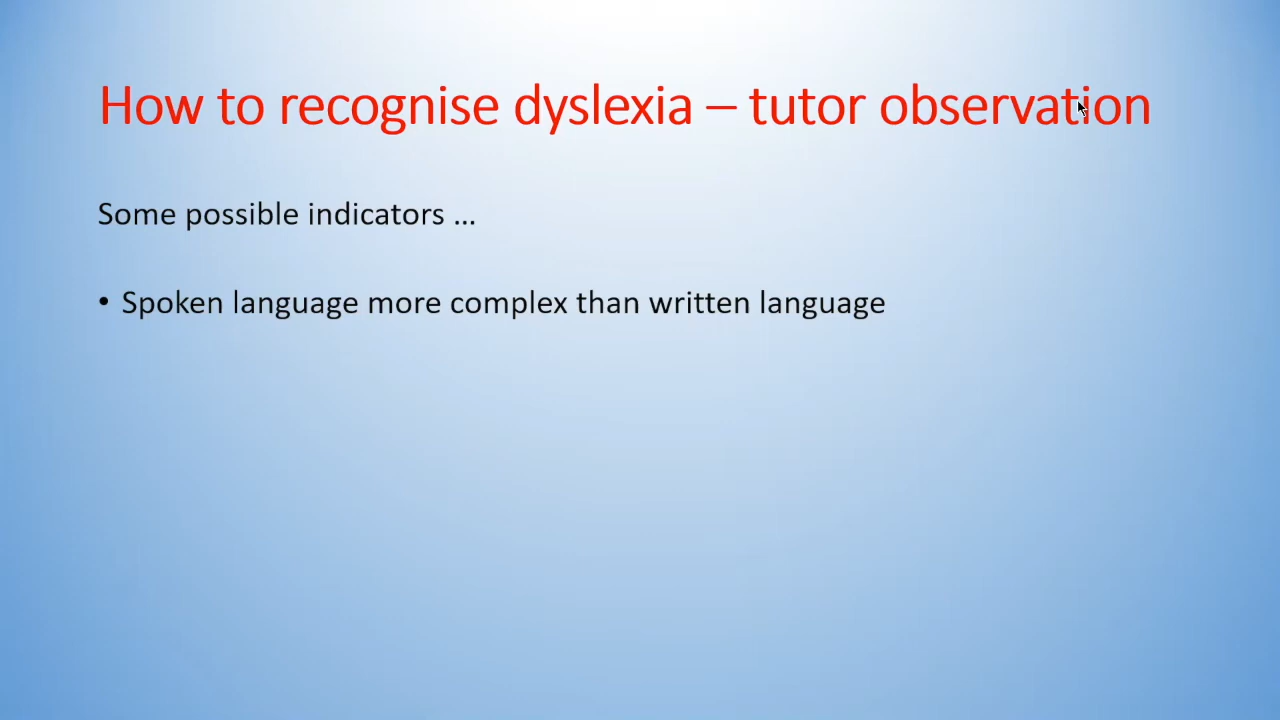 How to recognise dyslexia – tutor observation
Some possible indicators …
• Spoken language more complex than written language